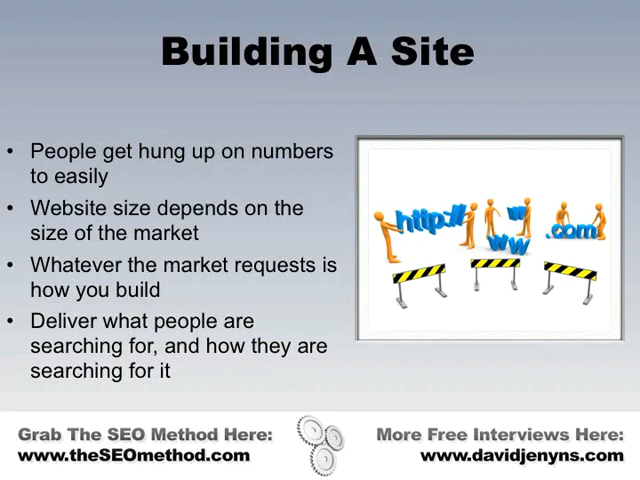 Building A Site
• People get hung up on numbers
to easily
• Website size depends on the
size of the market
• Whatever the market requests is
how you build
• Deliver what people are
searching for, and how they are
searching for it
http://
w
ww
.com
Grab The SEO Method Here:
www.theSEOmethod.com
More Free Interviews Here:
www.davidjenyns.com